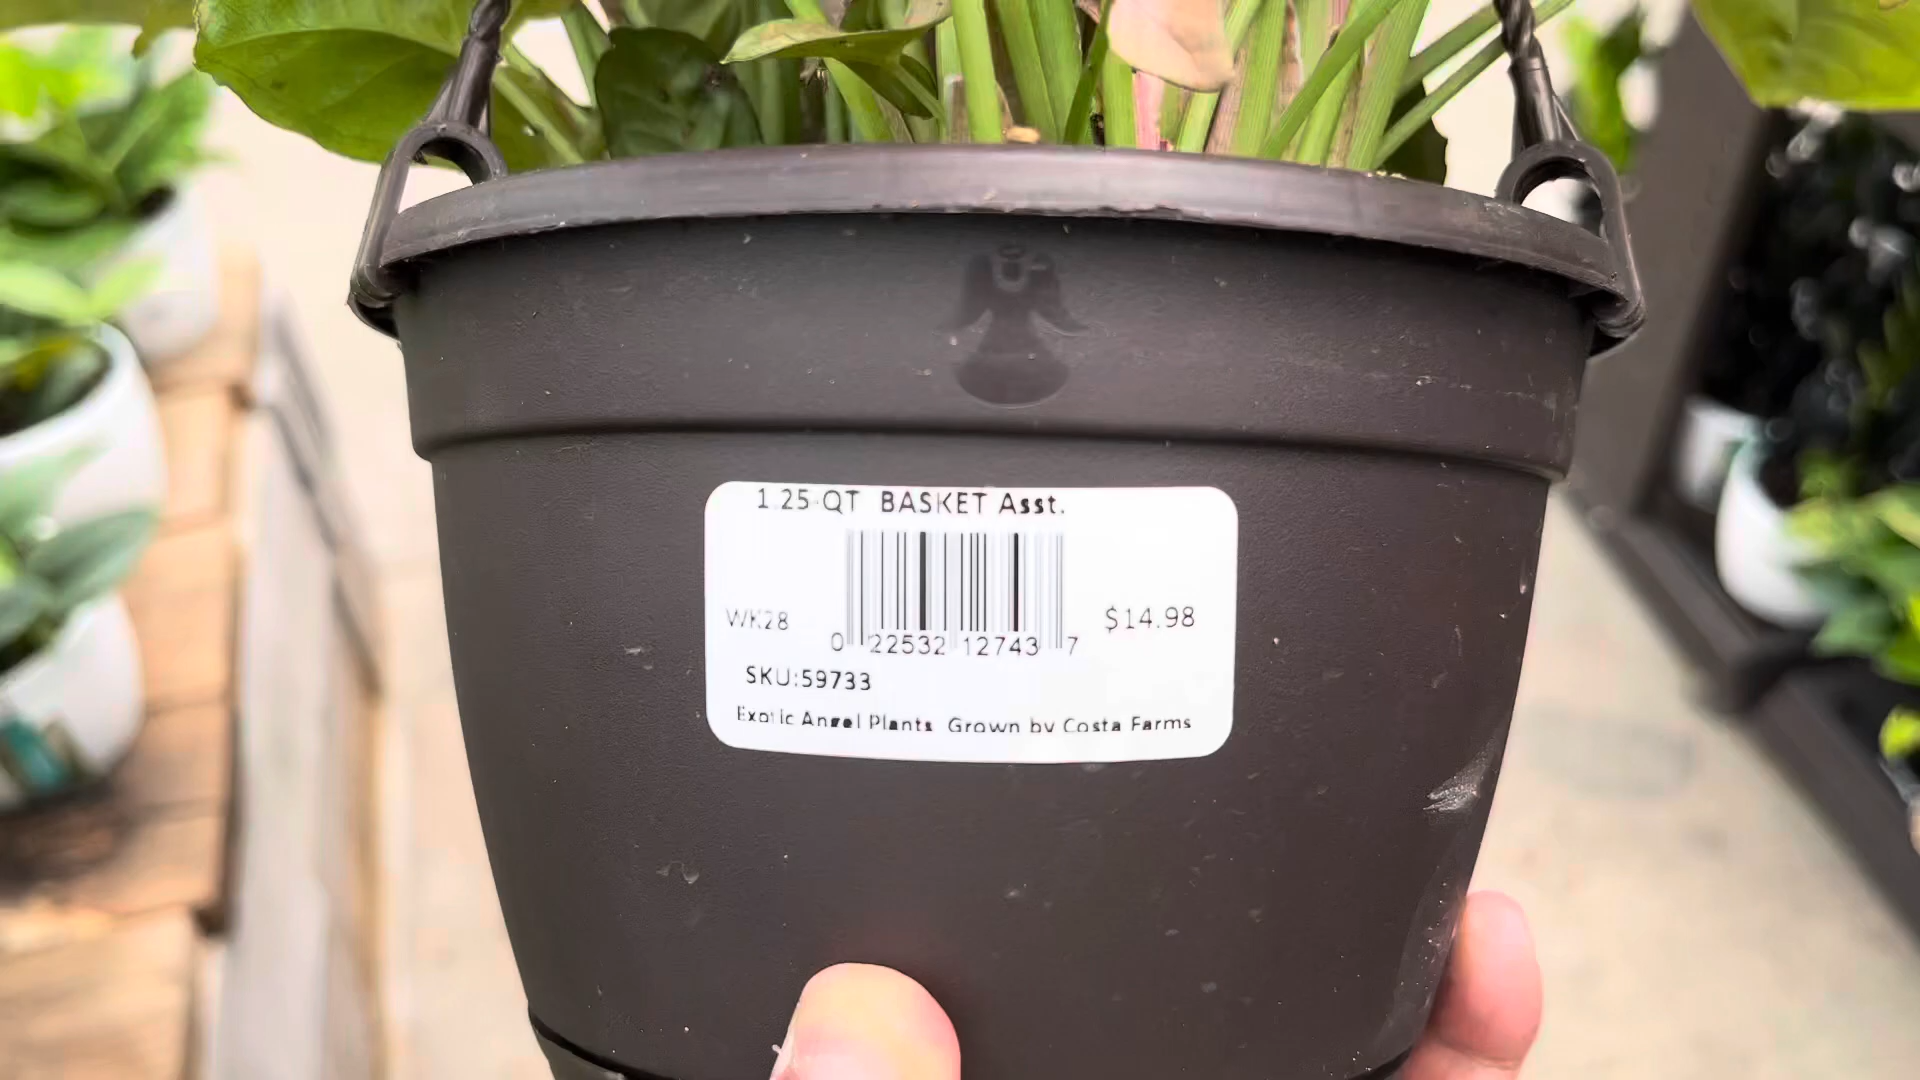 1.25 QT BASKET Asst.
WK28
$14.98
0 22532 12743 7
SKU:59733
Exotic Angel Plants Grown by Costa Farms